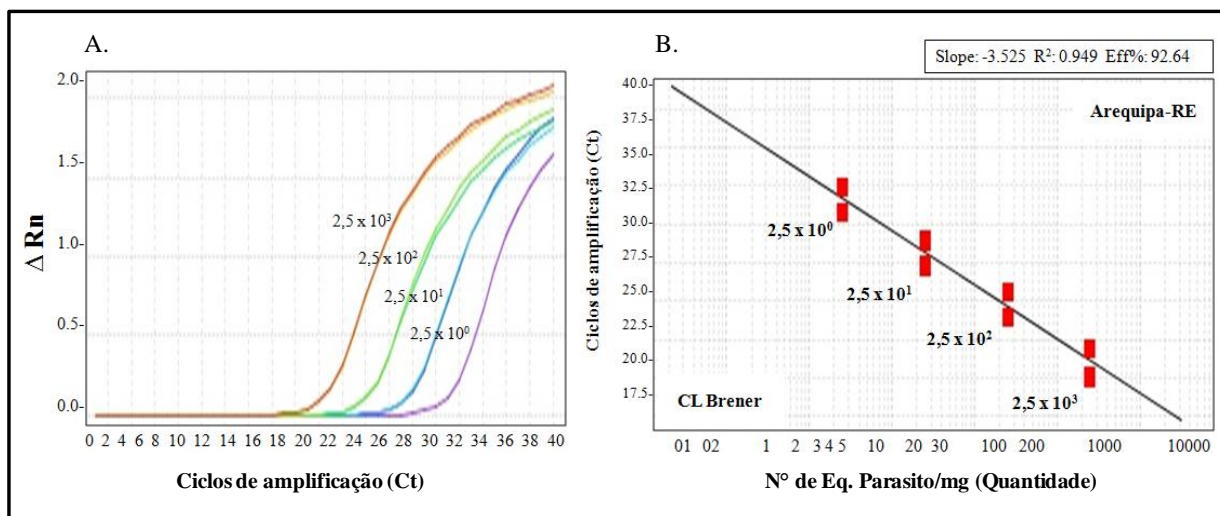 A.
2.0
1.5
1.0
0.5
0.0
Δ Rn
2,5 x 10³
2,5 x 10²
2,5 x 10¹
2,5 x 10⁰
0 2 4 6 8 10 12 14 16 18 20 22 24 26 28 30 32 34 36 38 40
Ciclos de amplificação (Ct)
B.
Slope: -3.525 R²: 0.949 Eff%: 92.64
40.0
37.5
35.0
32.5
30.0
27.5
25.0
22.5
20.0
17.5
Ciclos de amplificação (Ct)
Arequipa-RE
2,5 x 10⁰
2,5 x 10¹
2,5 x 10²
2,5 x 10³
CL Brener
01 02 1 2 3 4 5 10 20 30 100 200 1000 10000
N° de Eq. Parasito/mg (Quantidade)